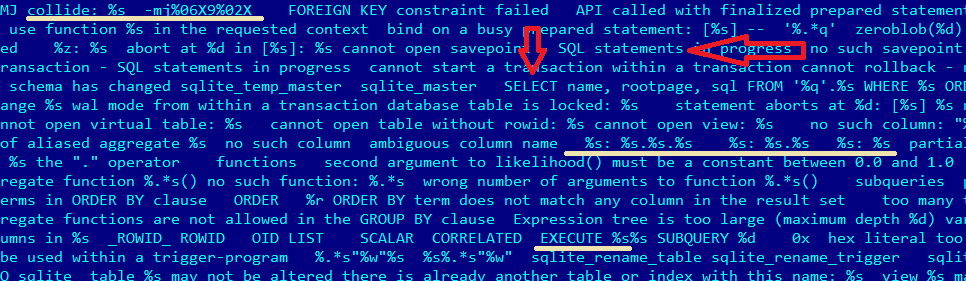 MJ collide: %s  -mj%06X9%02X   FOREIGN KEY constraint failed   API called with finalized prepared statement
use function %s in the requested context  bind on a busy prepared statement: [%s] --  '%.*q'  zeroblob(%d)
ed    %z: %s  abort at %d in [%s]: %s cannot open savepoint  SQL statements in progress  no such savepoint
ransaction - SQL statements in progress  cannot start a transaction within a transaction cannot rollback - n
schema has changed sqlite_temp_master  sqlite_master   SELECT name, rootpage, sql FROM '%q'.%s WHERE %s ORD
ange %s wal mode from within a transaction database table is locked: %s    statement aborts at %d: [%s] %s
nnot open virtual table: %s   cannot open table without rowid: %s cannot open view: %s   no such column: "%
of aliased aggregate %s  no such column  ambiguous column name   %s: %s.%s.%s    %s: %s.%s   %s: %s  partia
%s the "." operator    functions   second argument to likelihood() must be a constant between 0.0 and 1.0
regate function %.*s() no such function: %.*s  wrong number of arguments to function %.*s()    subqueries
erms in ORDER BY clause   ORDER   %r ORDER BY term does not match any column in the result set    too many
regate functions are not allowed in the GROUP BY clause  Expression tree is too large (maximum depth %d) var
umns in %s  _ROWID_ ROWID   OID LIST    SCALAR  CORRELATED  EXECUTE %s%s SUBQUERY %d    0x  hex literal too
be used within a trigger-program   %.*s"%w"%s  %s%.*s"%w"  sqlite_rename_table sqlite_rename_trigger   sqli
O sqlite_ table %s may not be altered there is already another table or index with this name: %s  view %s ma